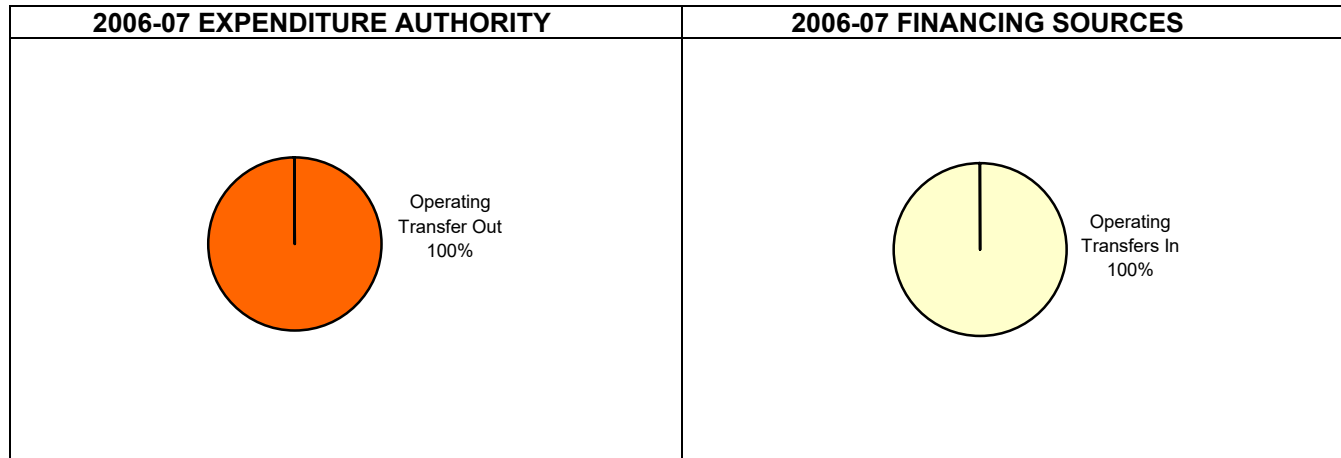 2006-07 EXPENDITURE AUTHORITY
2006-07 FINANCING SOURCES
Operating
Transfer Out
100%
Operating
Transfers In
100%